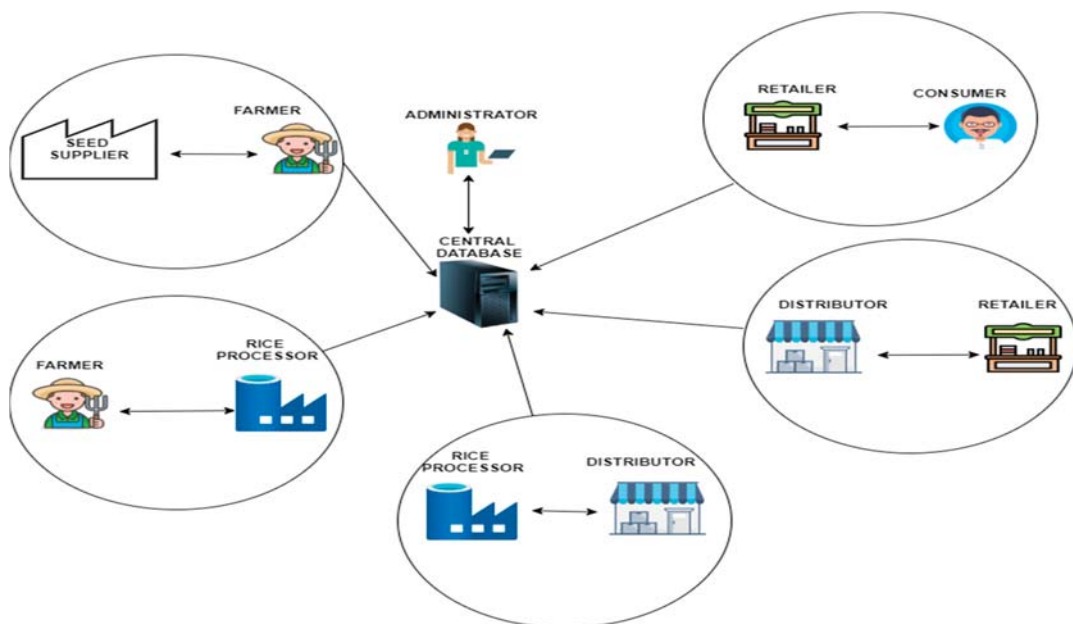 FARMER
SEED
SUPPLIER
ADMINISTRATOR
RETAILER
CONSUMER
CENTRAL
DATABASE
DISTRIBUTOR
RETAILER
RICE
PROCESSOR
FARMER
RICE
PROCESSOR
DISTRIBUTOR